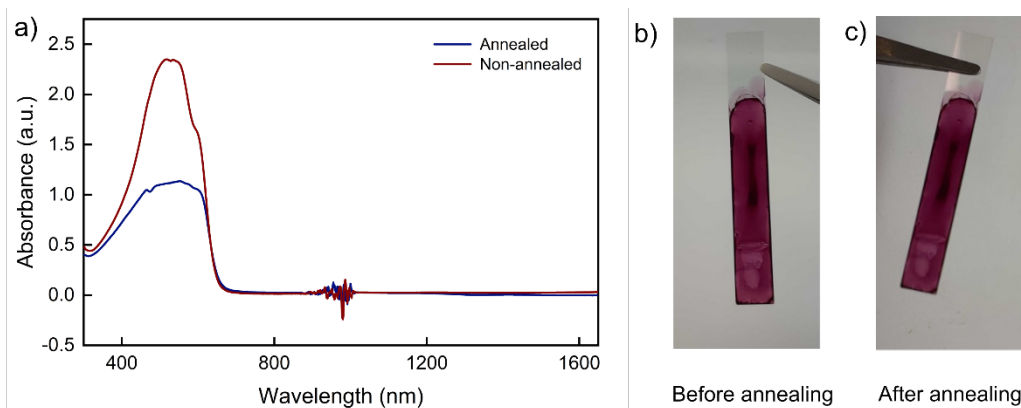 a)
Annealed
Non-annealed
2.5
2.0
1.5
1.0
0.5
0.0
-0.5
Absorbance (a.u.)
400
800
1200
1600
Wavelength (nm)
b)
Before annealing
c)
After annealing